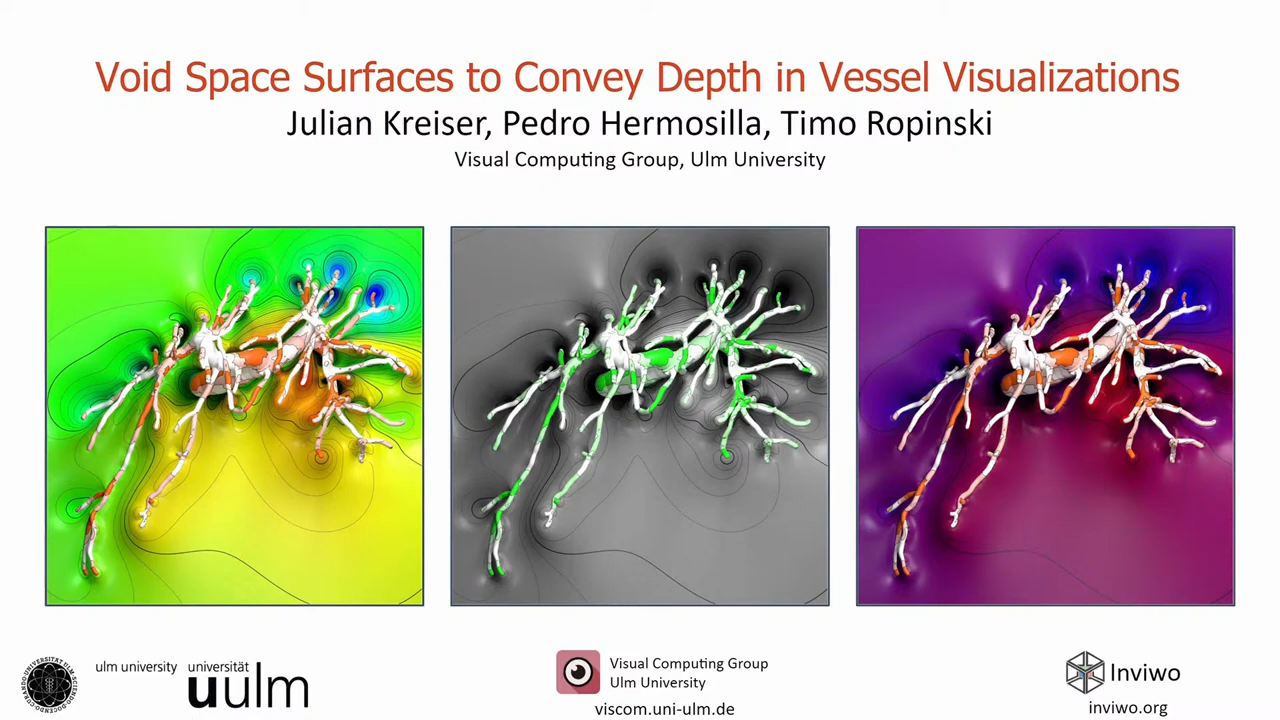 Void Space Surfaces to Convey Depth in Vessel Visualizations
Julian Kreiser, Pedro Hermosilla, Timo Ropinski
Visual Computing Group, Ulm University
ulm university universität
uulm
Visual Computing Group
Ulm University
viscom.uni-ulm.de
Inviwo
inviwo.org